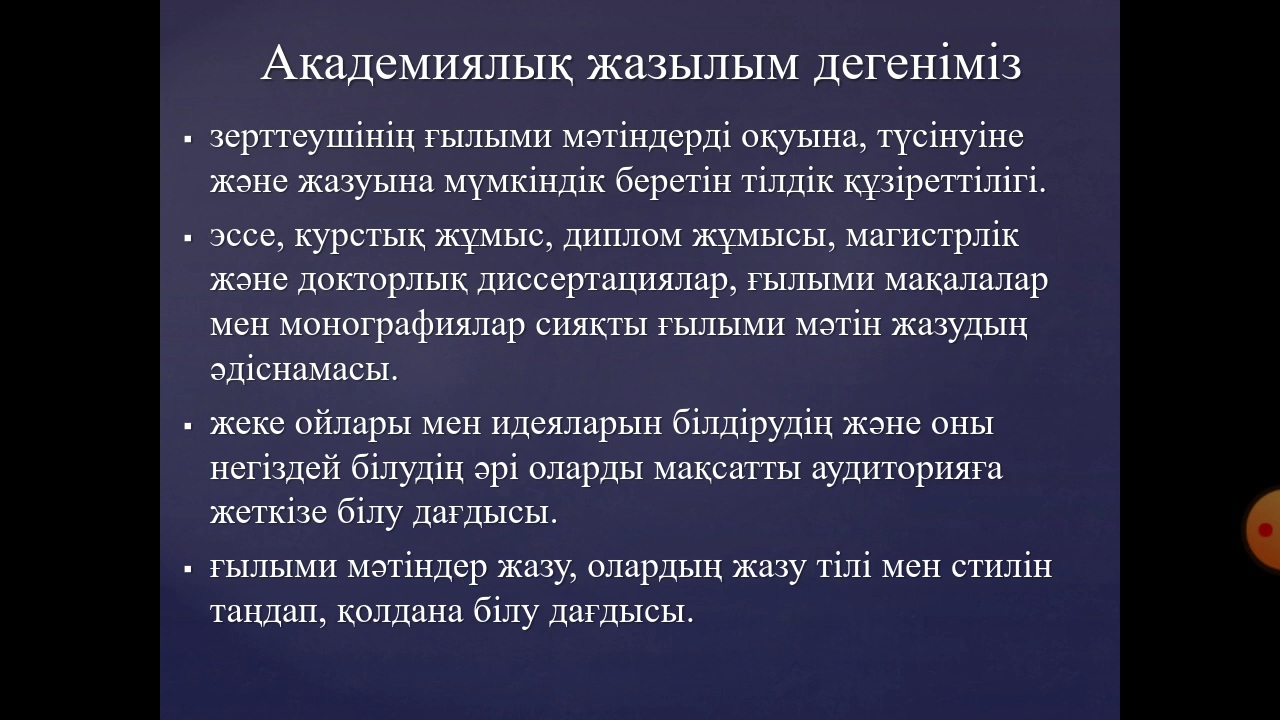 Академиялық жазылым дегеніміз
▪ зерттеушінің ғылыми мәтіндерді оқуына, түсінуіне
және жазуына мүмкіндік беретін тілдік құзіреттілігі.
▪ эссе, курстық жұмыс, диплом жұмысы, магистрлік
және докторлық диссертациялар, ғылыми мақалалар
мен монографиялар сияқты ғылыми мәтін жазудың
әдіснамасы.
▪ жеке ойлары мен идеяларын білдірудің және оны
негіздей білудің әрі оларды мақсатты аудиторияға
жеткізе білу дағдысы.
▪ ғылыми мәтіндер жазу, олардың жазу тілі мен стилін
таңдап, қолдана білу дағдысы.